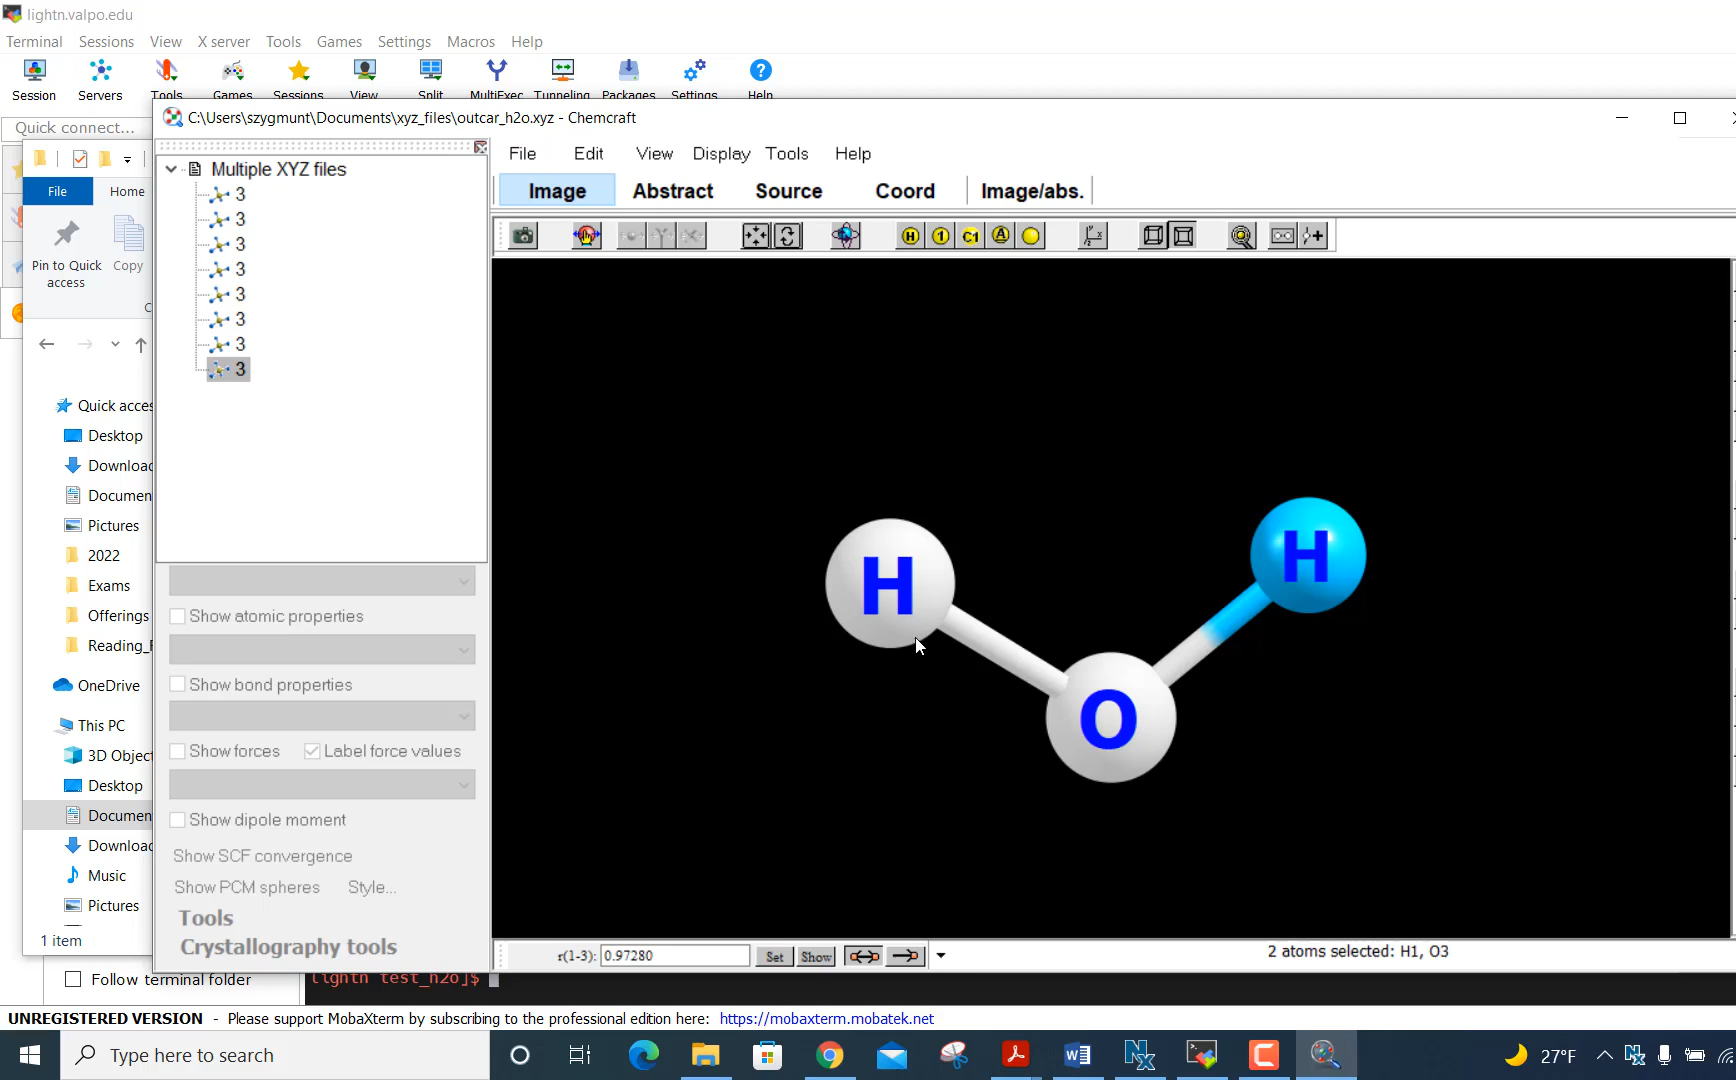 lightn.valpo.edu
Terminal Sessions View X server Tools Games Settings Macros Help
Session Servers Tools Games Sessions View Split MultiExec Tunneling Packages Settings Help
Quick connect...
C:\Users\szygmunt\Documents\xyz_files\outcar_h2o.xyz - Chemcraft
File Home
Pin to Quick access
Copy
Multiple XYZ files
3
3
3
3
3
3
3
3
File Edit View Display Tools Help
Image Abstract Source Coord Image/abs.
H 1 C1 A
H
H
O
Quick acces
Desktop
Downloac
Documen
Pictures
2022
Exams
Offerings
Reading_F
OneDrive
This PC
3D Object
Desktop
Documen
Downloac
Music
Pictures
1 item
Show atomic properties
Show bond properties
Show forces Label force values
Show dipole moment
Show SCF convergence
Show PCM spheres Style...
Tools
Crystallography tools
r(1-3): 0.97280 Set Show
2 atoms selected: H1, O3
Follow terminal folder
lightn test_h2o]$
UNREGISTERED VERSION - Please support MobaXterm by subscribing to the professional edition here: https://mobaxterm.mobatek.net
Type here to search
27°F